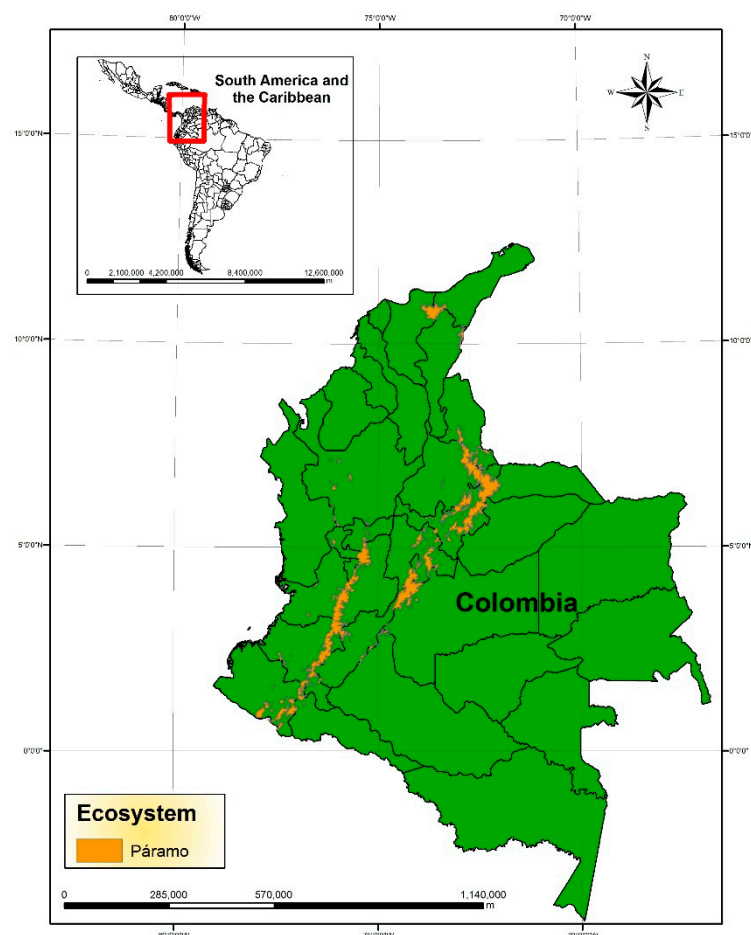 80°0'0"W
75°0'0"W
70°0'0"W
South America and
the Caribbean
N
W
E
S
15°0'0"N
15°0'0"N
0
2,100,000
4,200,000
8,400,000
12,600,000
m
10°0'0"N
10°0'0"N
5°0'0"N
5°0'0"N
Colombia
0°0'0"
0°0'0"
Ecosystem
Páramo
0
285,000
570,000
1,140,000
m